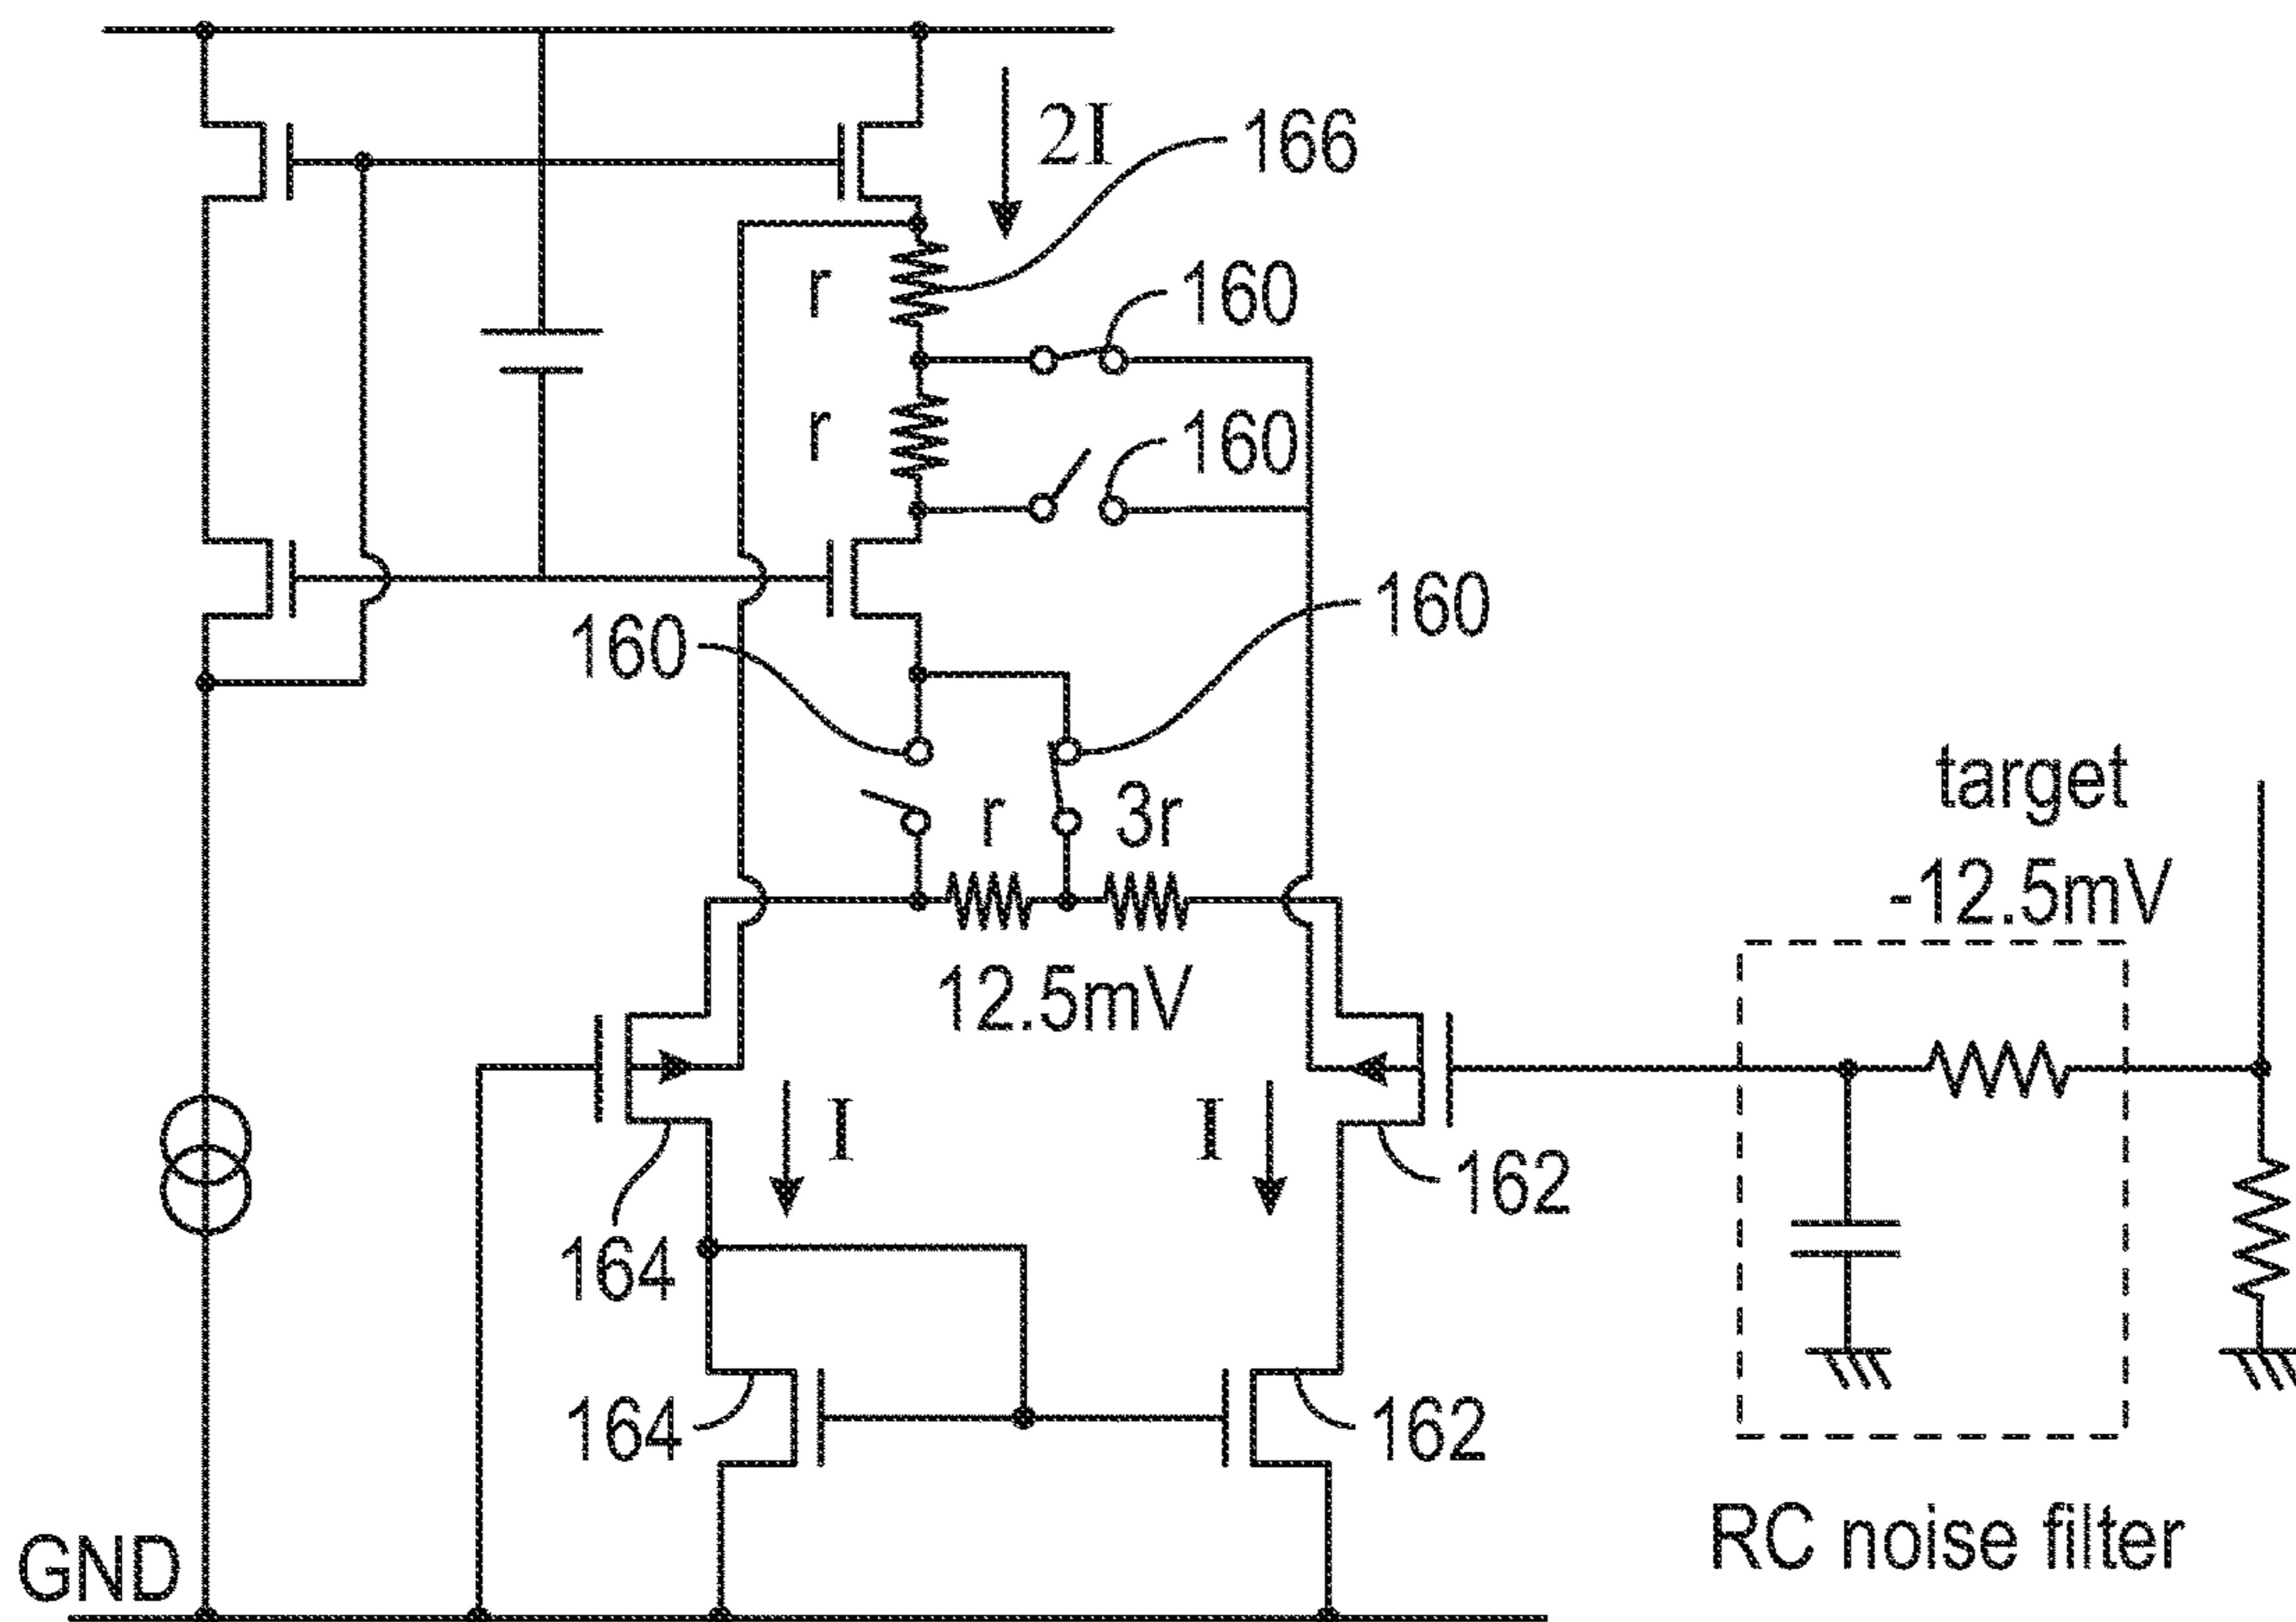 2I
166
r
160
r
160
160
160
target
r
3r
-12.5mV
12.5mV
I
I
162
164
164
162
RC noise filter
GND